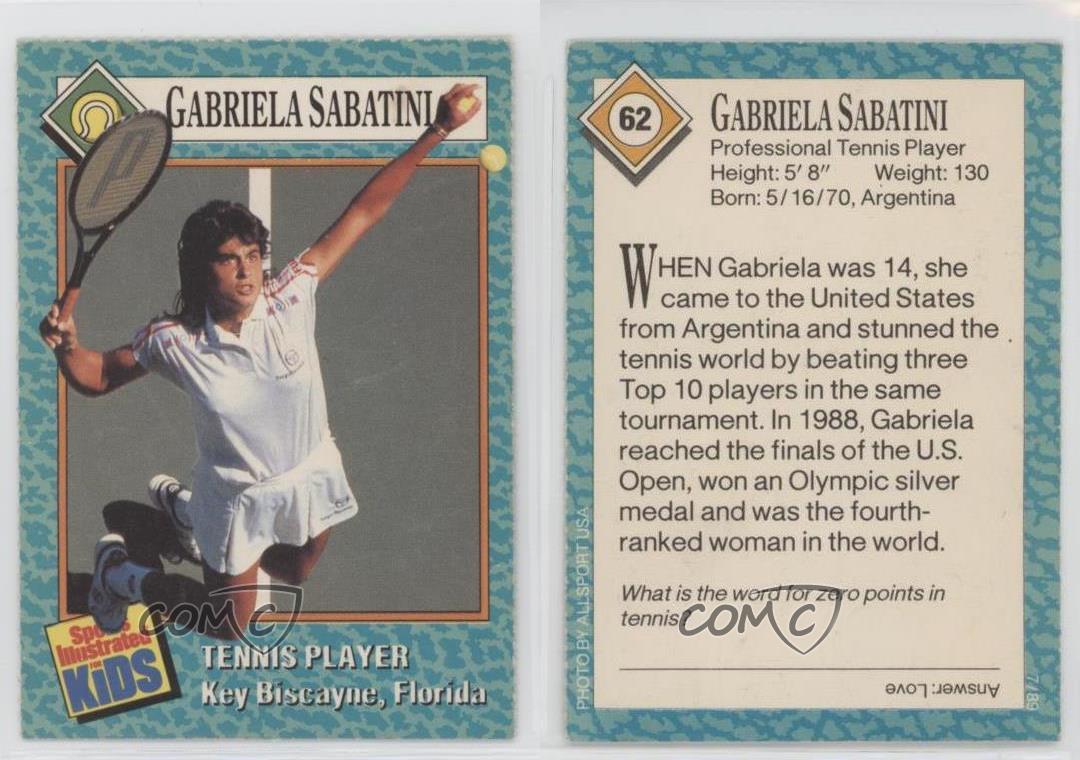 GABRIELA SABATINI
P
Sports
Illustrated
FOR
KIDS
TENNIS PLAYER
Key Biscayne, Florida
COMC
62
GABRIELA SABATINI
Professional Tennis Player
Height: 5' 8" Weight: 130
Born: 5/16/70, Argentina
WHEN Gabriela was 14, she
came to the United States
from Argentina and stunned the
tennis world by beating three
Top 10 players in the same
tournament. In 1988, Gabriela
reached the finals of the U.S.
Open, won an Olympic silver
medal and was the fourth-
ranked woman in the world.
What is the word for zero points in
tennis?
COMC
Answer: Love
PHOTO BY ALLSPORT USA
7/89